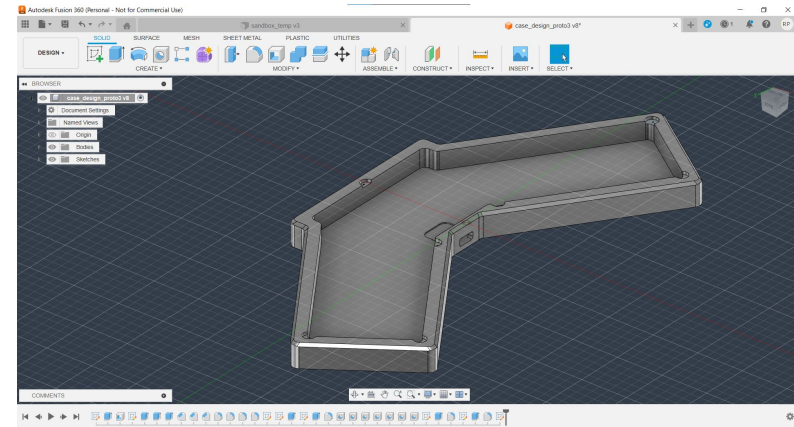 Autodesk Fusion 360 (Personal - Not for Commercial Use)
sandbox_temp v3
case_design_proto3 v8*
1
RP
SOLID SURFACE MESH SHEET METAL PLASTIC UTILITIES
DESIGN
CREATE MODIFY ASSEMBLE CONSTRUCT INSPECT INSERT SELECT
BROWSER
case_design_proto3 v8
Document Settings
Named Views
Origin
Bodies
Sketches
COMMENTS